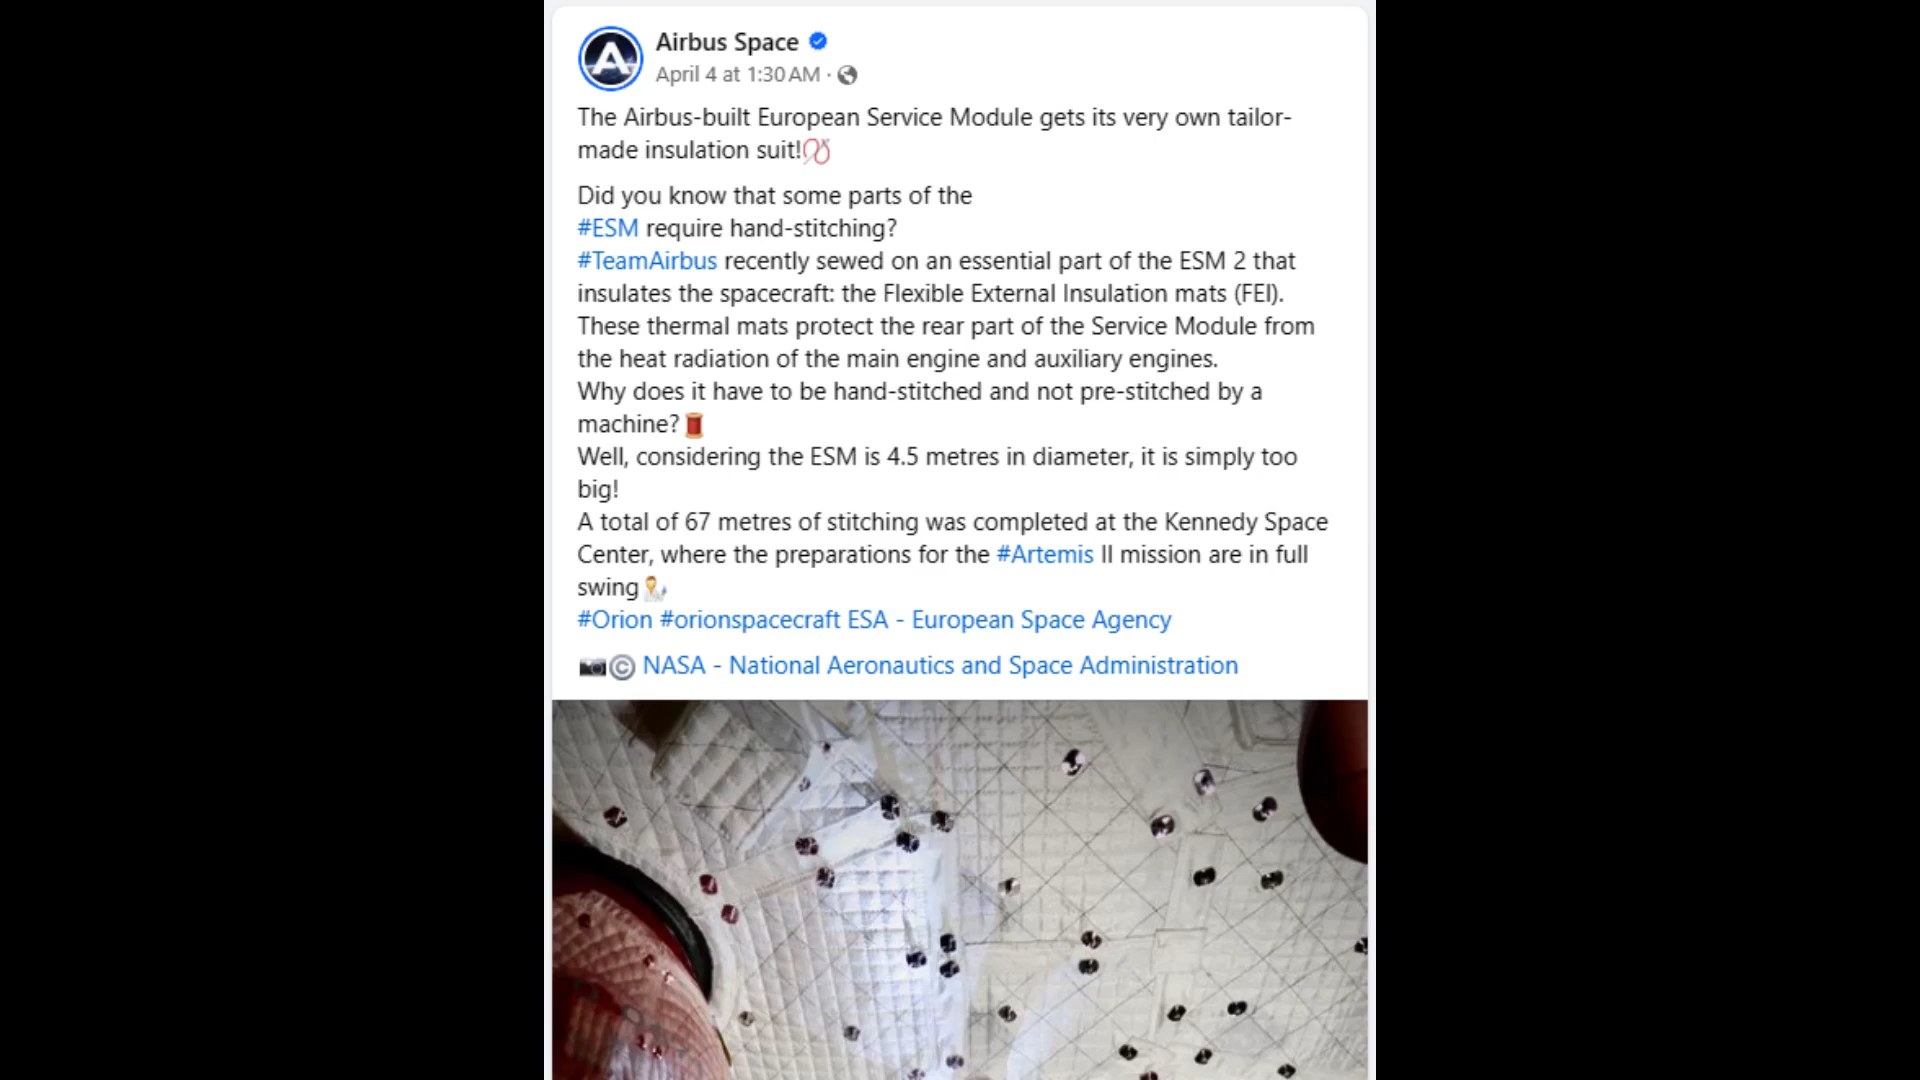 Airbus Space
April 4 at 1:30 AM ·
The Airbus-built European Service Module gets its very own tailor-
made insulation suit!🪡
Did you know that some parts of the
#ESM require hand-stitching?
#TeamAirbus recently sewed on an essential part of the ESM 2 that
insulates the spacecraft: the Flexible External Insulation mats (FEI).
These thermal mats protect the rear part of the Service Module from
the heat radiation of the main engine and auxiliary engines.
Why does it have to be hand-stitched and not pre-stitched by a
machine?🧵
Well, considering the ESM is 4.5 metres in diameter, it is simply too
big!
A total of 67 metres of stitching was completed at the Kennedy Space
Center, where the preparations for the #Artemis II mission are in full
swing👨‍🔬
#Orion #orionspacecraft ESA - European Space Agency
📷©️ NASA - National Aeronautics and Space Administration